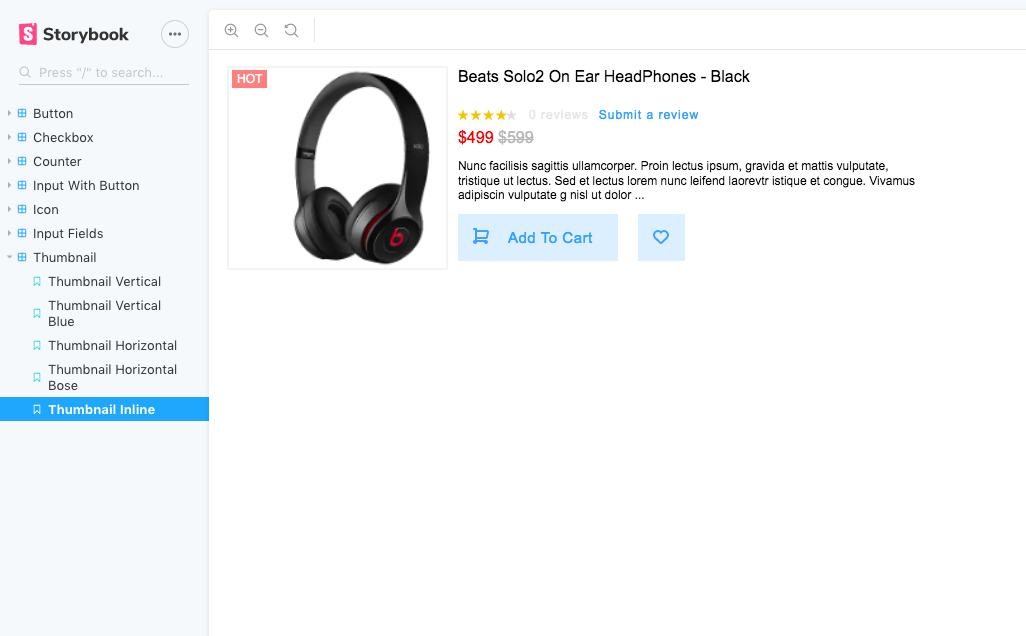 Storybook
Press "/" to search...
Button
Checkbox
Counter
Input With Button
Icon
Input Fields
Thumbnail
Thumbnail Vertical
Thumbnail Vertical
Blue
Thumbnail Horizontal
Thumbnail Horizontal
Bose
Thumbnail Inline
HOT
Beats Solo2 On Ear HeadPhones - Black
0 reviews Submit a review
$499 $599
Nunc facilisis sagittis ullamcorper. Proin lectus ipsum, gravida et mattis vulputate,
tristique ut lectus. Sed et lectus lorem nunc leifend laorevtr istique et congue. Vivamus
adipiscin vulputate g nisl ut dolor ...
Add To Cart